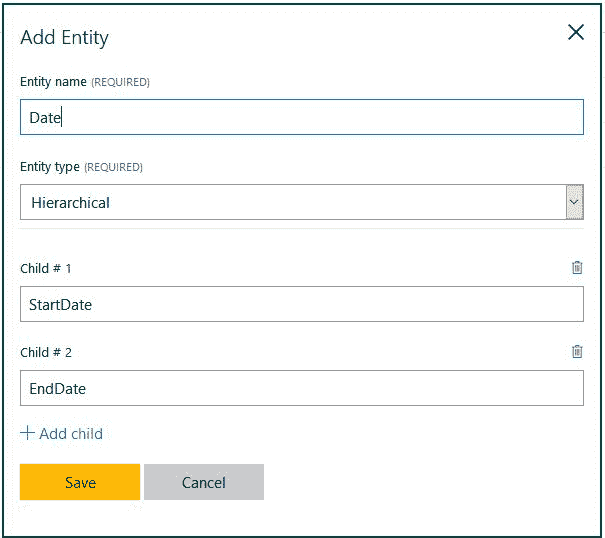 Add Entity
Entity name (REQUIRED)
Date
Entity type (REQUIRED)
Hierarchical
Child # 1
StartDate
Child # 2
EndDate
Add child
Save Cancel